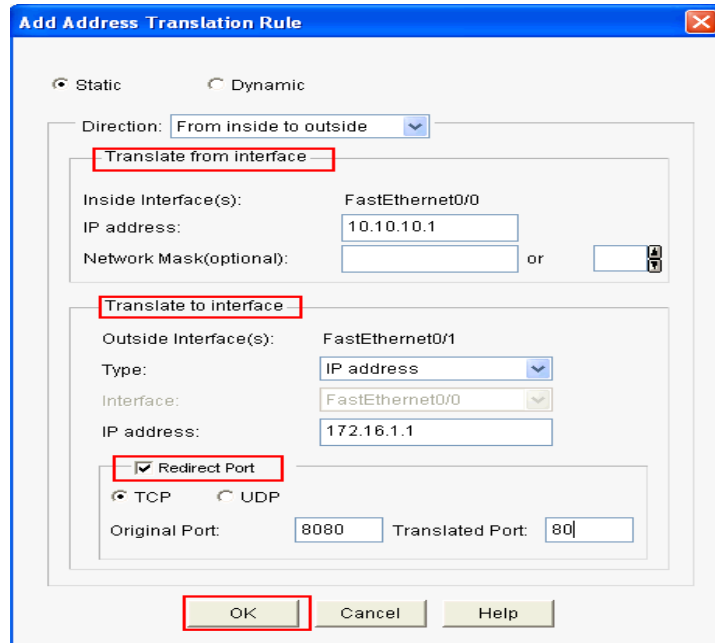 Add Address Translation Rule
Static Dynamic
Direction: From inside to outside
Translate from interface
Inside Interface(s): FastEthernet0/0
IP address: 10.10.10.1
Network Mask(optional): or
Translate to interface
Outside Interface(s): FastEthernet0/1
Type: IP address
Interface: FastEthernet0/0
IP address: 172.16.1.1
Redirect Port
TCP UDP
Original Port: 8080 Translated Port: 80
OK Cancel Help